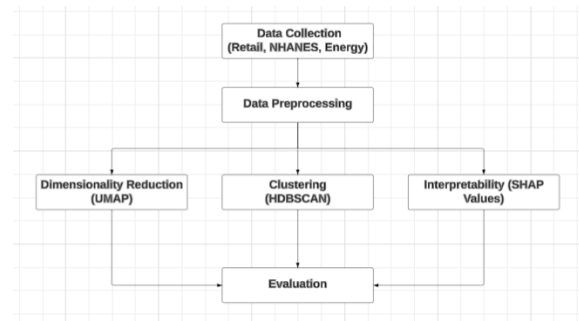 Data Collection
(Retail, NHANES, Energy)
Data Preprocessing
Dimensionality Reduction
(UMAP)
Clustering
(HDBSCAN)
Interpretability (SHAP
Values)
Evaluation